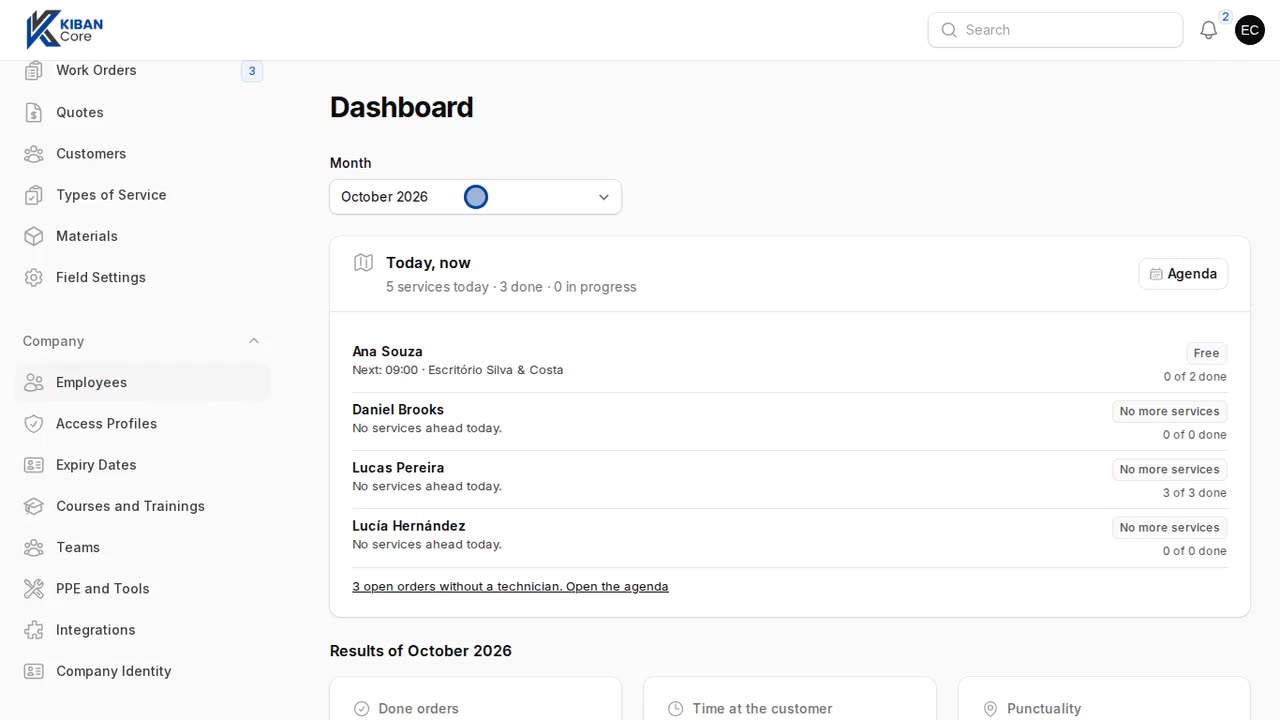 KIBAN
Core
Search
2
EC
Work Orders
3
Quotes
Customers
Types of Service
Materials
Field Settings
Company
Employees
Access Profiles
Expiry Dates
Courses and Trainings
Teams
PPE and Tools
Integrations
Company Identity
Dashboard
Month
October 2026
Today, now
5 services today · 3 done · 0 in progress
Agenda
Ana Souza
Free
Next: 09:00 · Escritório Silva & Costa
0 of 2 done
Daniel Brooks
No more services
No services ahead today.
0 of 0 done
Lucas Pereira
No more services
No services ahead today.
3 of 3 done
Lucía Hernández
No more services
No services ahead today.
0 of 0 done
3 open orders without a technician. Open the agenda
Results of October 2026
Done orders
Time at the customer
Punctuality